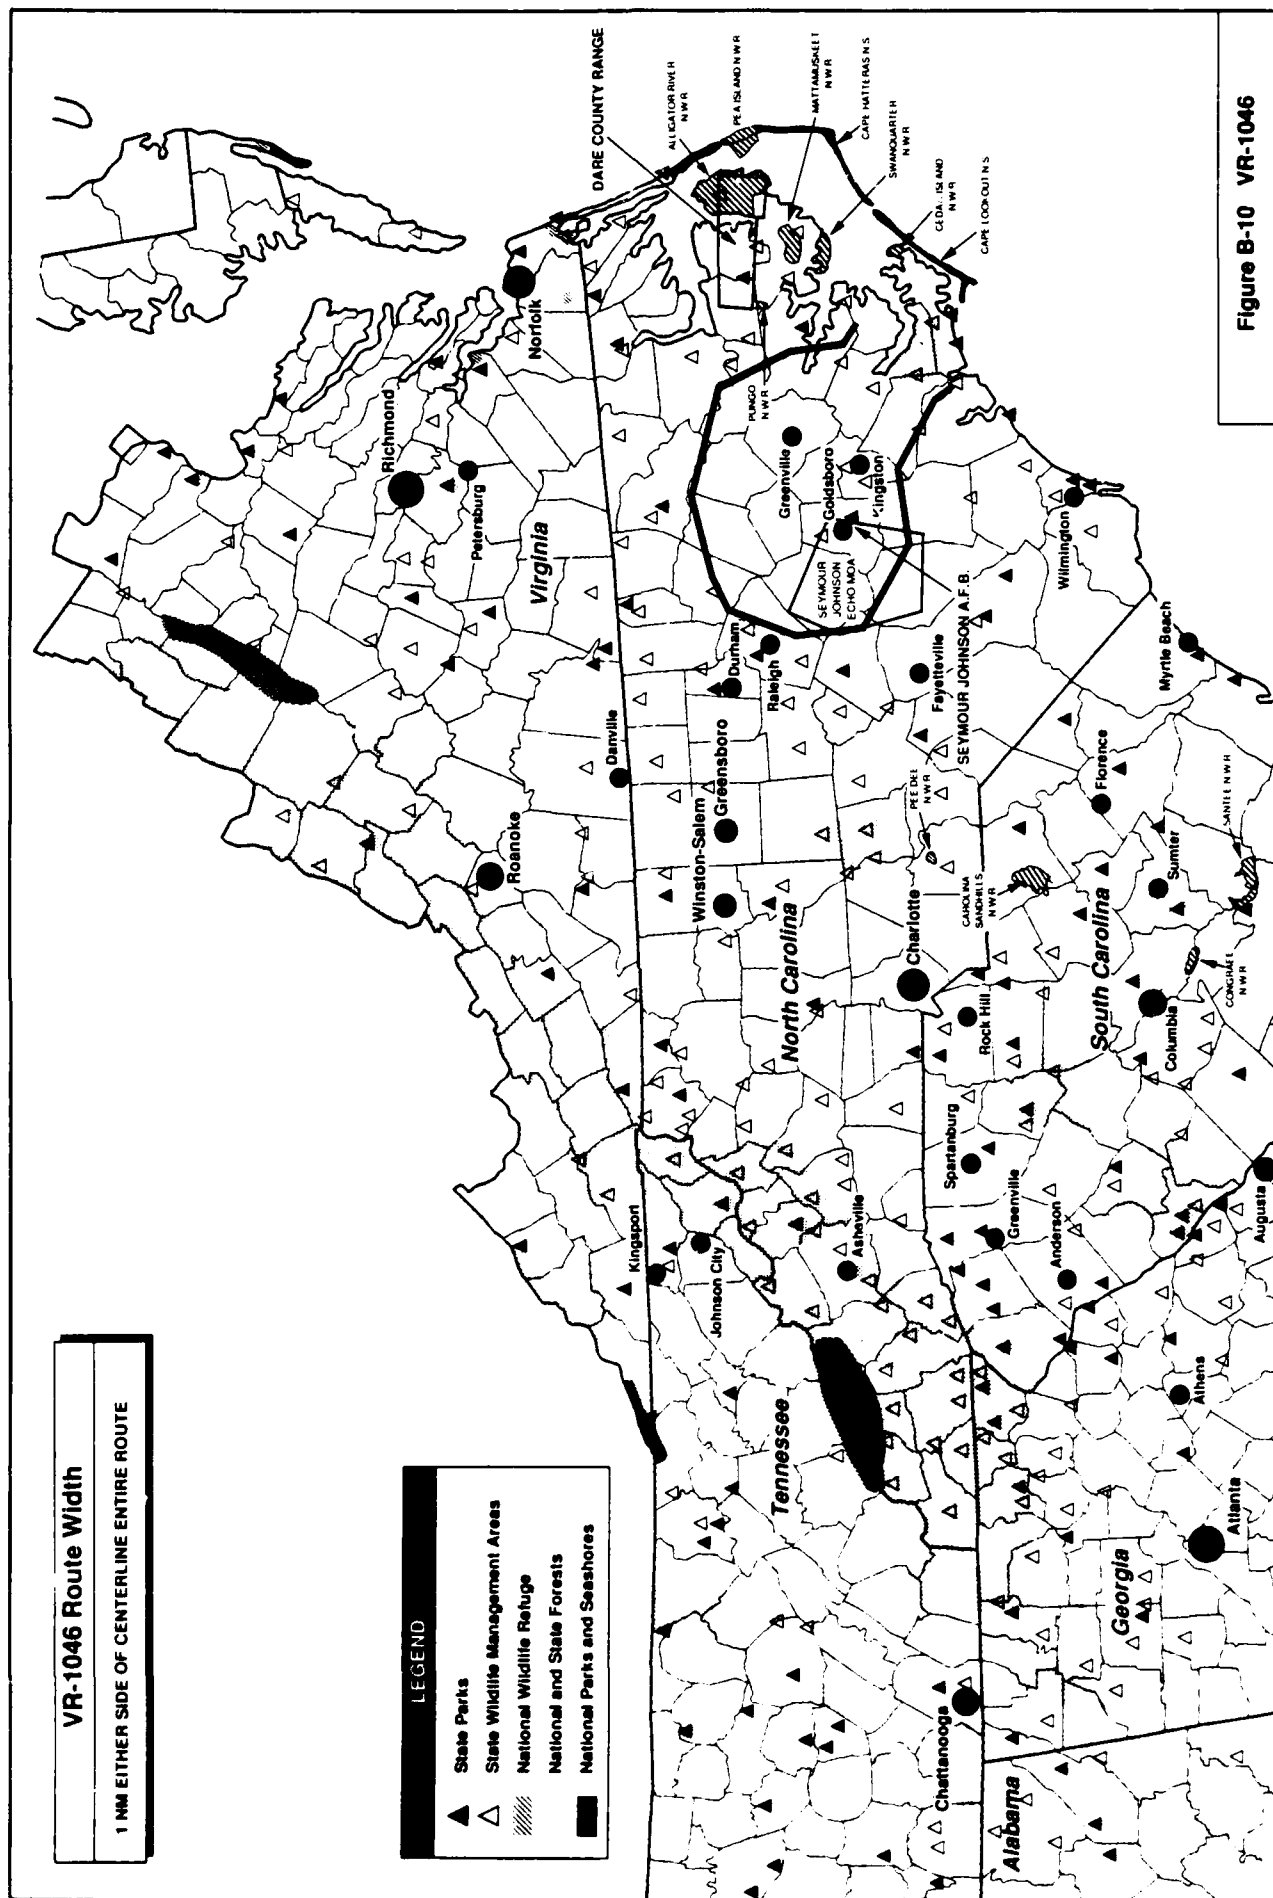 VR-1046 Route Width
1 NM EITHER SIDE OF CENTERLINE ENTIRE ROUTE
LEGEND
State Parks
State Wildlife Management Areas
National Wildlife Refuge
National and State Forests
National Parks and Seashores
Richmond
Petersburg
Norfolk
Virginia
Roanoke
Danville
DARE COUNTY RANGE
ALLIGATOR RIVER
N W R
PEA ISLAND N W R
MATTAMUSKEET
N W R
CAPE HATTERAS N S
SWANQUARTER
N W R
CEDA. ISLAND
N W R
CAPE LOOKOUT N S
PUNGO
N W R
Greenville
Goldsboro
Kingston
SEYMOUR
JOHNSON
ECHO MOA
SEYMOUR JOHNSON A.F.B.
Durham
Raleigh
Fayetteville
Wilmington
Greensboro
Winston-Salem
North Carolina
Charlotte
PEE DEE
N W R
CAROLINA
SANDHILLS
N W R
Myrtle Beach
Florence
Sumter
SANTEE N W R
South Carolina
Columbia
CONGRAEE
N W R
Rock Hill
Spartanburg
Greenville
Anderson
Asheville
Kingsport
Johnson City
Tennessee
Chattanooga
Augusta
Athens
Atlanta
Georgia
Alabama
Figure B-10 VR-1046